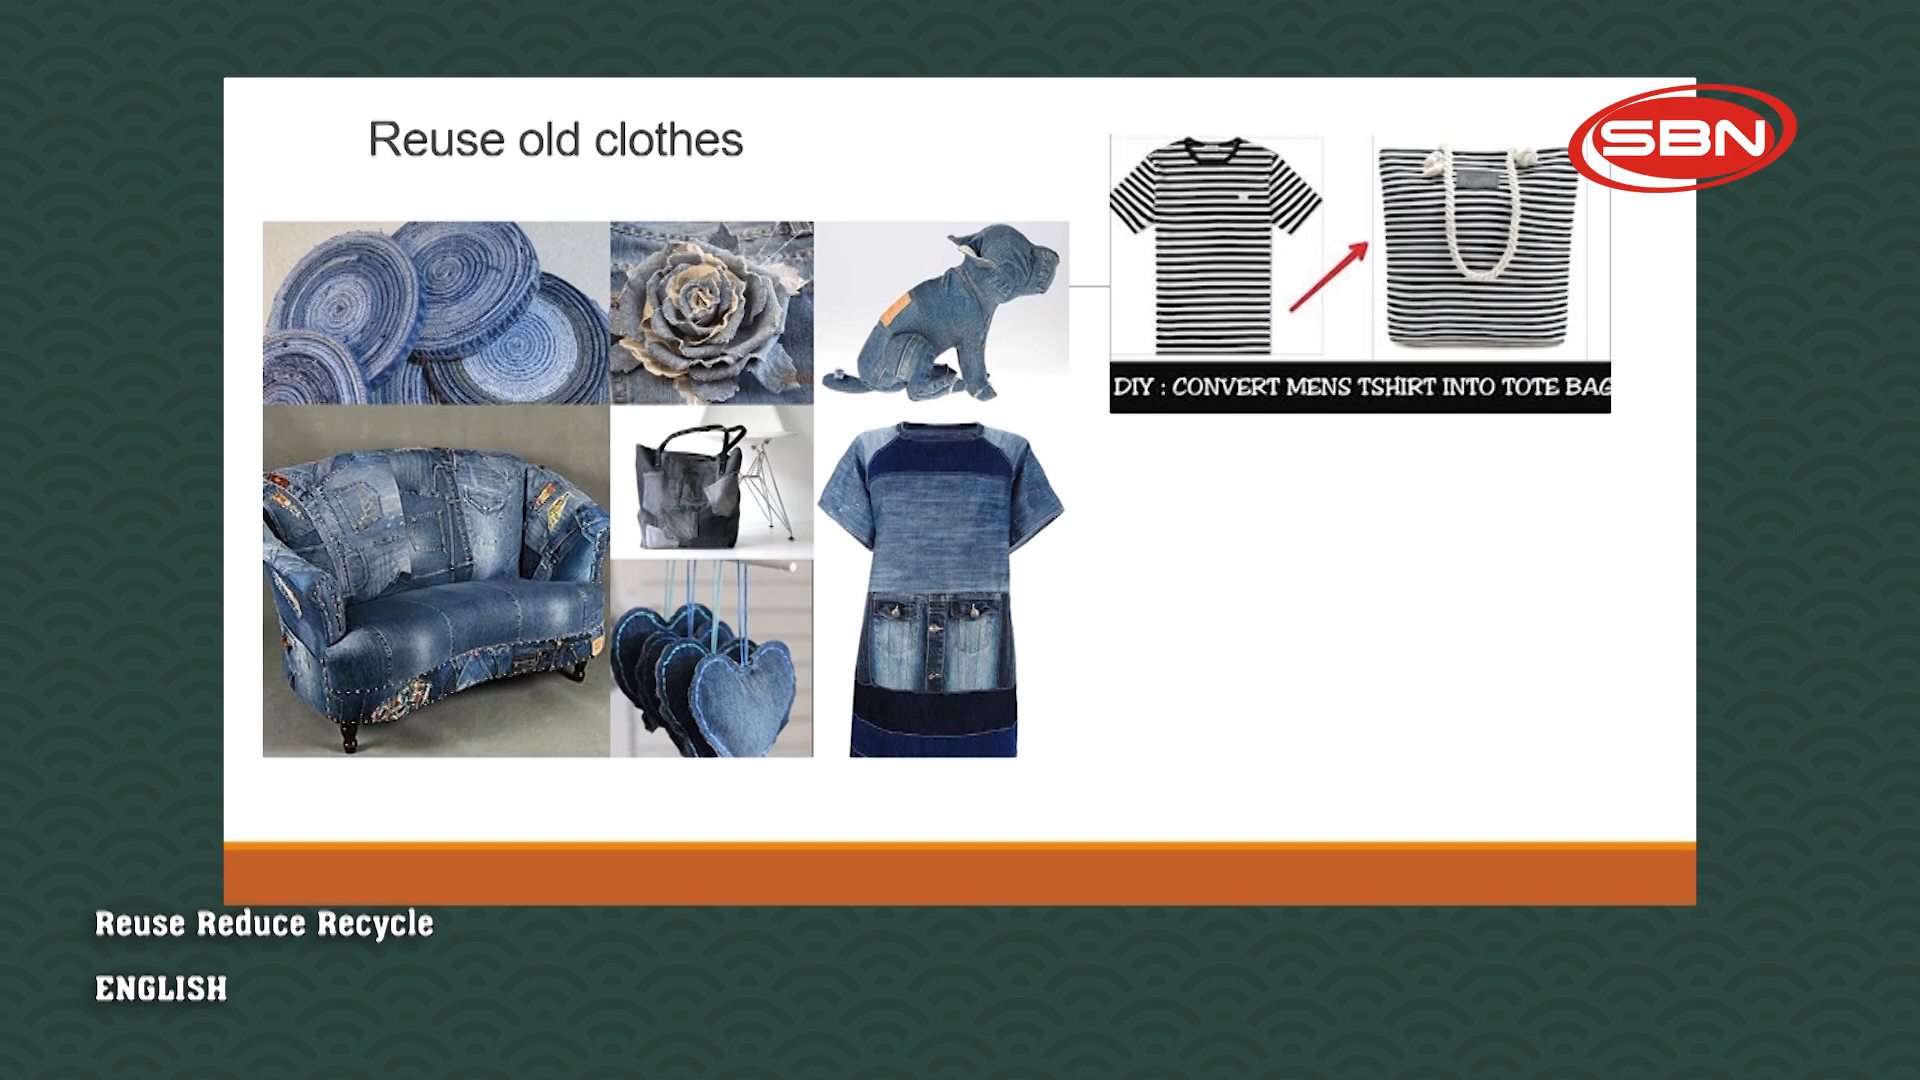 Reuse old clothes
SBN
DIY : CONVERT MENS TSHIRT INTO TOTE BAG
Reuse Reduce Recycle
ENGLISH